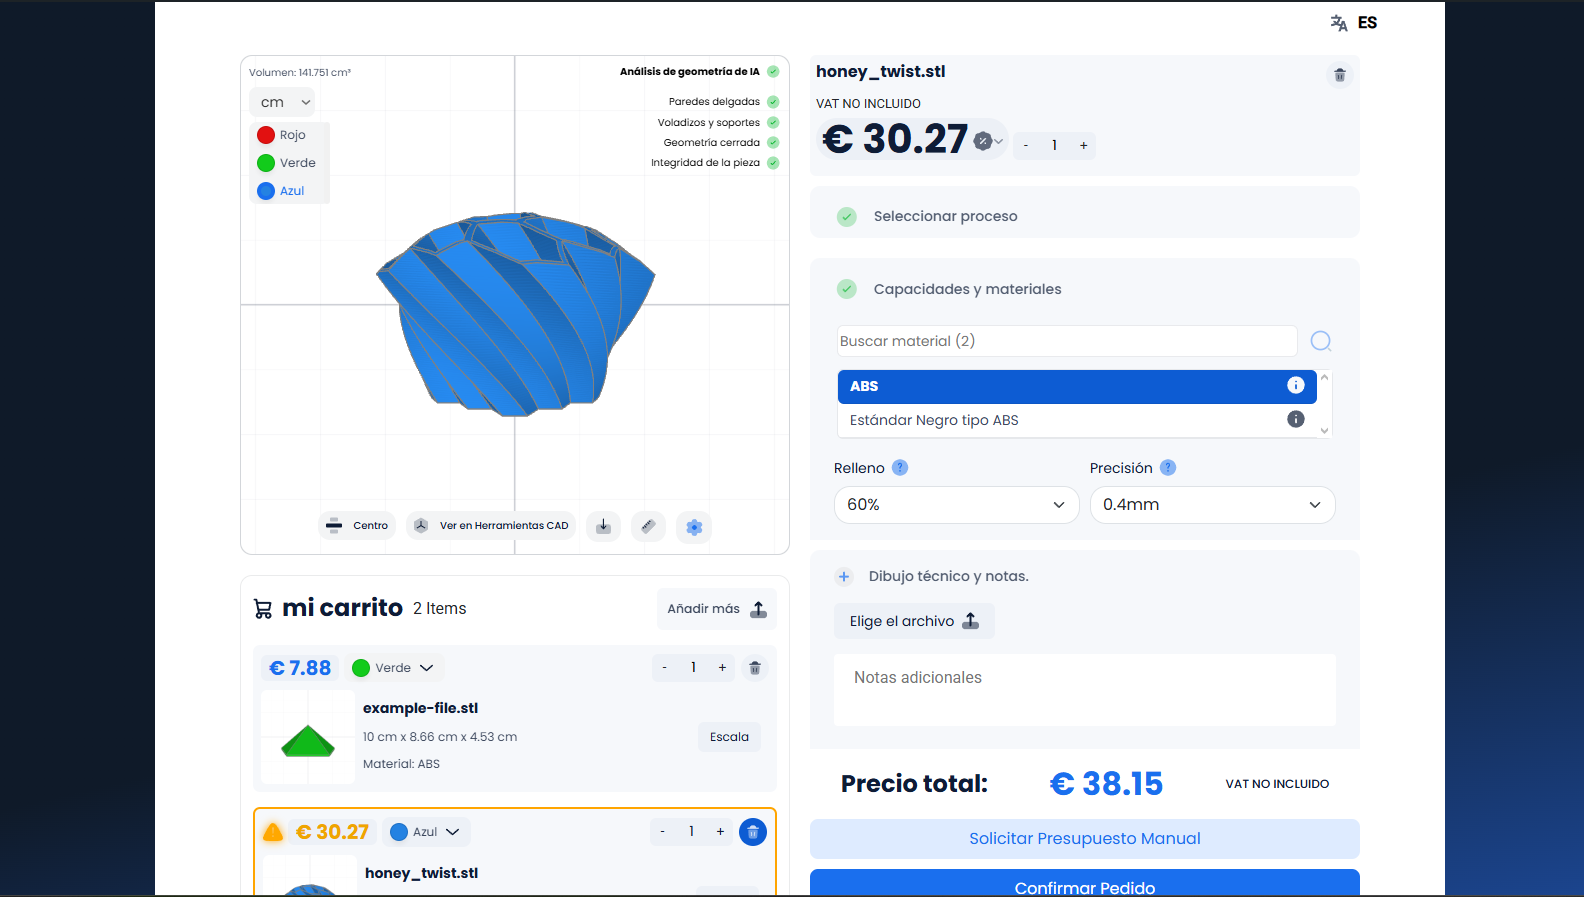 ES
Volumen: 141.751 cm³
Análisis de geometría de IA
cm
Paredes delgadas
Voladizos y soportes
Geometría cerrada
Integridad de la pieza
Rojo
Verde
Azul
Centro
Ver en Herramientas CAD
mi carrito 2 Items
Añadir más
€ 7.88
Verde
- 1 +
example-file.stl
10 cm x 8.66 cm x 4.53 cm
Escala
Material: ABS
€ 30.27
Azul
- 1 +
honey_twist.stl
honey_twist.stl
VAT NO INCLUIDO
€ 30.27
- 1 +
Seleccionar proceso
Capacidades y materiales
Buscar material (2)
ABS
Estándar Negro tipo ABS
Relleno ?
Precisión ?
60%
0.4mm
Dibujo técnico y notas.
Elige el archivo
Notas adicionales
Precio total: € 38.15 VAT NO INCLUIDO
Solicitar Presupuesto Manual
Confirmar Pedido